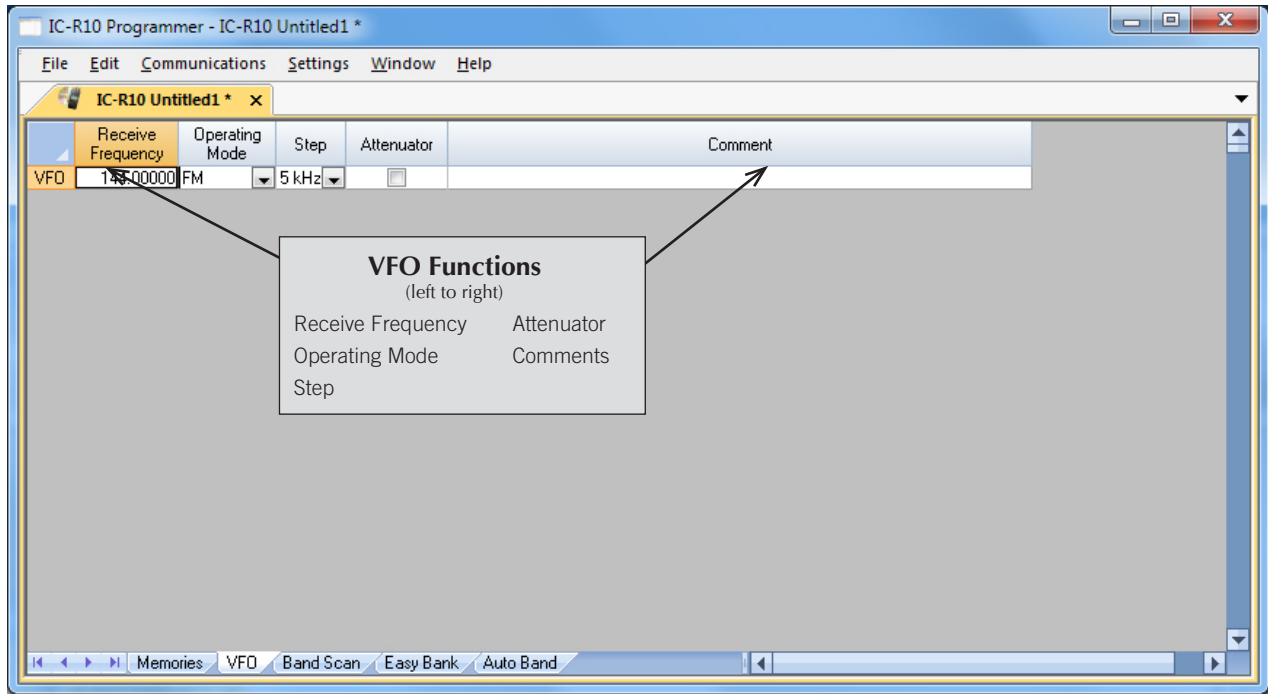 IC-R10 Programmer - IC-R10 Untitled1 *
File Edit Communications Settings Window Help
IC-R10 Untitled1 *
Receive Frequency Operating Mode Step Attenuator Comment
VFO FM 5 kHz
VFO Functions
(left to right)
Receive Frequency Attenuator
Operating Mode Comments
Step
Memories VFO Band Scan Easy Bank Auto Band